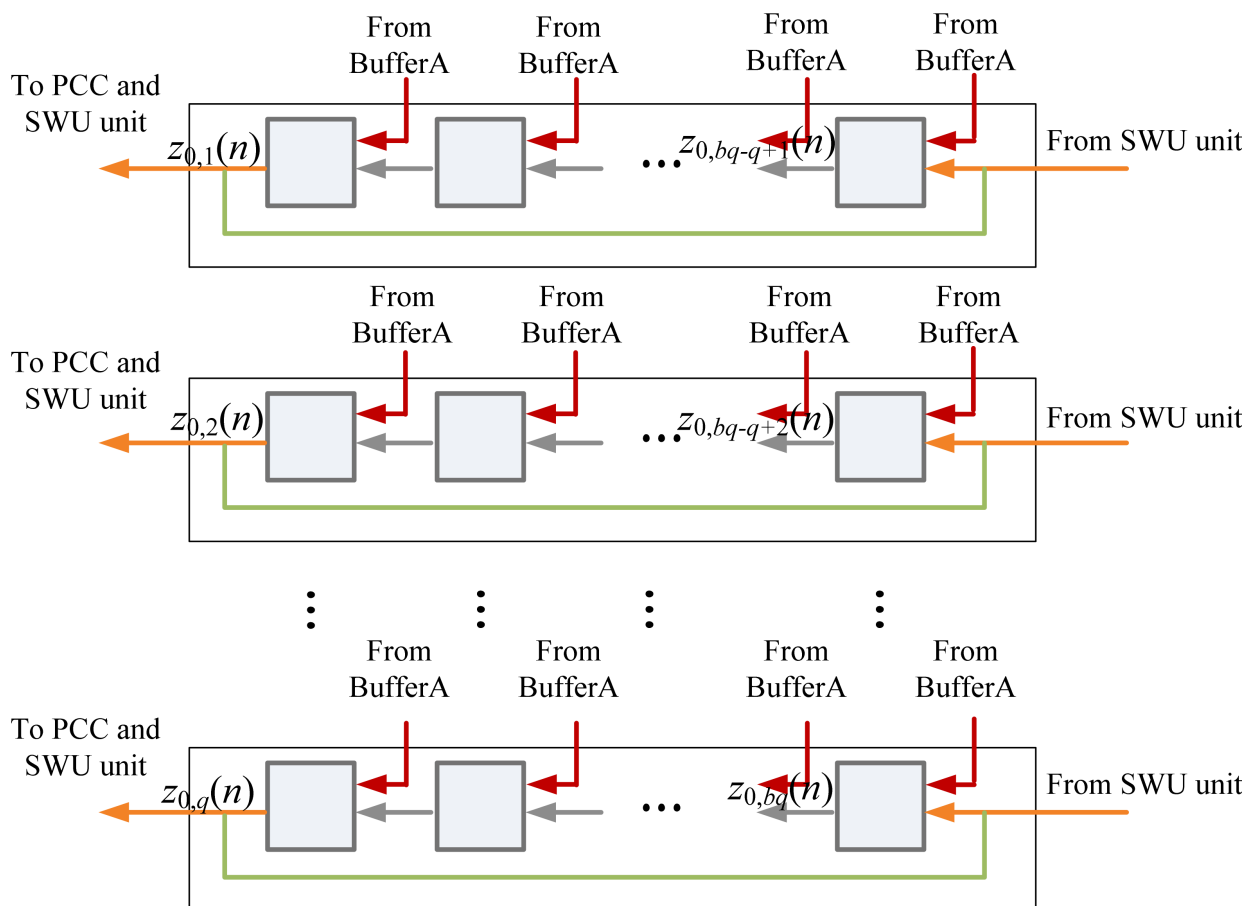 From BufferA
From BufferA
From BufferA
From BufferA
To PCC and
SWU unit
z0,1(n)
... z0,bq-q+1(n)
From SWU unit
From BufferA
From BufferA
From BufferA
From BufferA
To PCC and
SWU unit
z0,2(n)
... z0,bq-q+2(n)
From SWU unit
From BufferA
From BufferA
From BufferA
From BufferA
To PCC and
SWU unit
z0,q(n)
... z0,bq(n)
From SWU unit